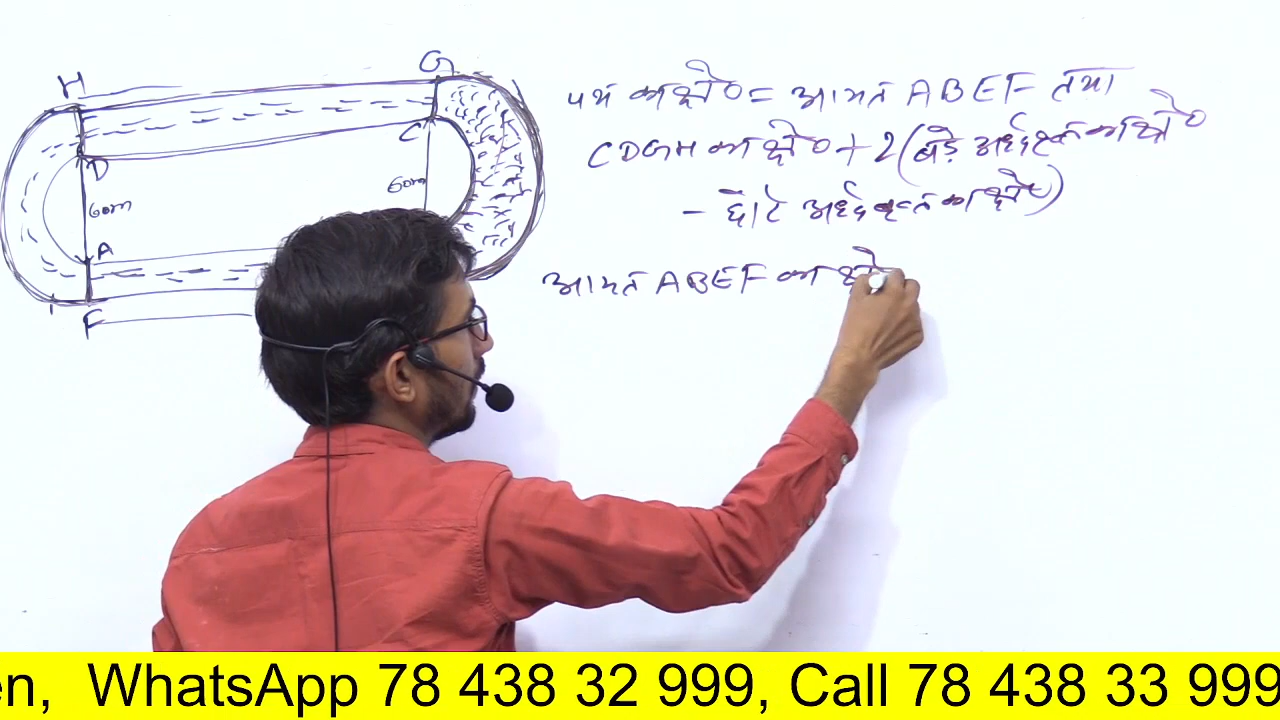 H
G
D
C
60m
60m
A
F
पथ का क्षे० = आयत ABEF तथा
CDGH का क्षे० + 2 (बड़े अर्धवृत्त का क्षे०
- छोटे अर्धवृत्त का क्षे०)
आयत ABEF का क्षे
en, WhatsApp 78 438 32 999, Call 78 438 33 999